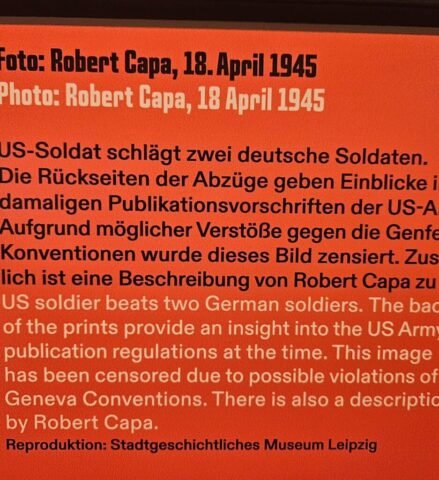 Foto: Robert Capa, 18. April 1945
Photo: Robert Capa, 18 April 1945
US-Soldat schlägt zwei deutsche Soldaten.
Die Rückseiten der Abzüge geben Einblicke i
damaligen Publikationsvorschriften der US-A
Aufgrund möglicher Verstöße gegen die Genfe
Konventionen wurde dieses Bild zensiert. Zus
lich ist eine Beschreibung von Robert Capa zu
US soldier beats two German soldiers. The bac
of the prints provide an insight into the US Army
publication regulations at the time. This image
has been censored due to possible violations of
Geneva Conventions. There is also a descriptio
by Robert Capa.
Reproduktion: Stadtgeschichtliches Museum Leipzig